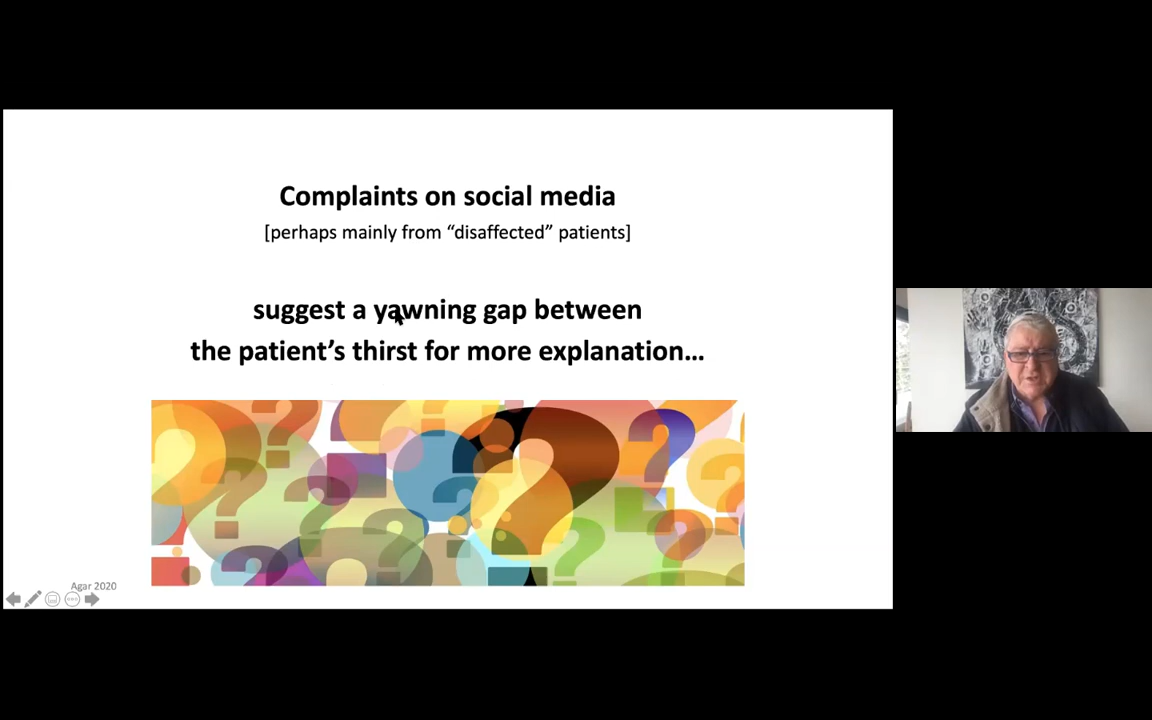 Complaints on social media
[perhaps mainly from “disaffected” patients]
suggest a yawning gap between
the patient’s thirst for more explanation...
Agar 2020